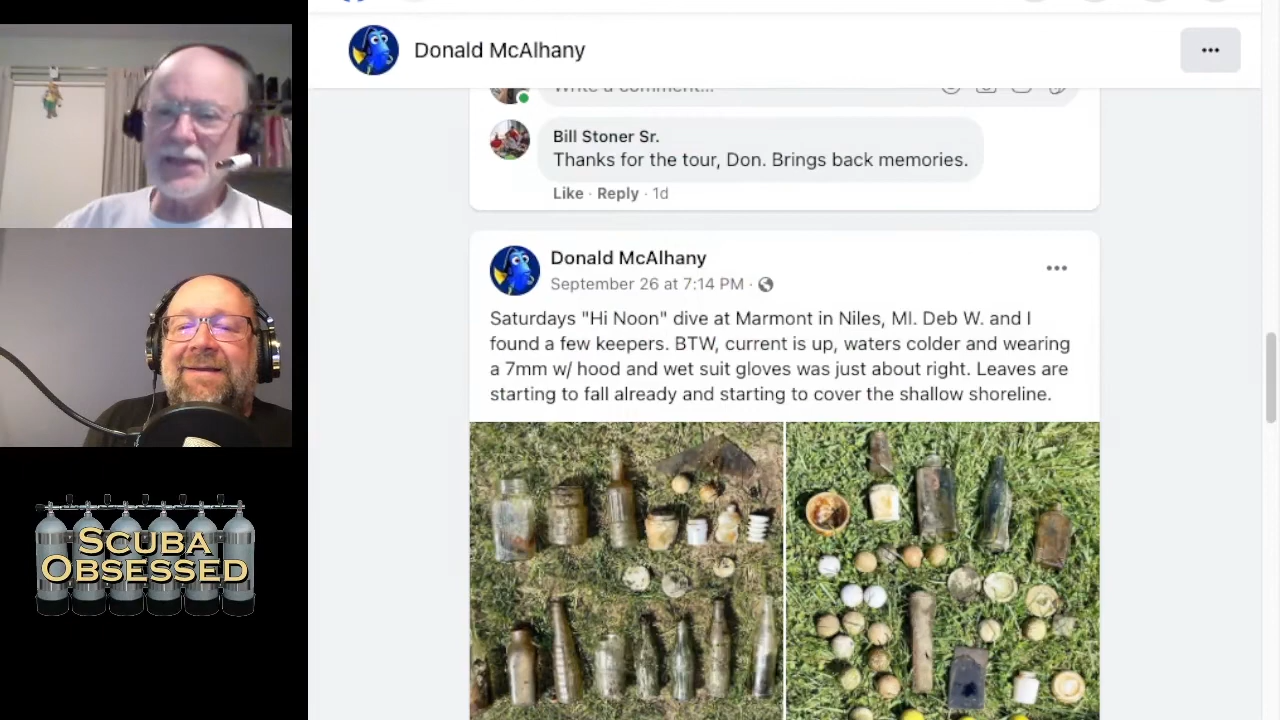 Donald McAlhany
Write a comment...
Bill Stoner Sr.
Thanks for the tour, Don. Brings back memories.
Like · Reply · 1d
Donald McAlhany
September 26 at 7:14 PM ·
Saturdays "Hi Noon" dive at Marmont in Niles, MI. Deb W. and I
found a few keepers. BTW, current is up, waters colder and wearing
a 7mm w/ hood and wet suit gloves was just about right. Leaves are
starting to fall already and starting to cover the shallow shoreline.
SCUBA
OBSESSED